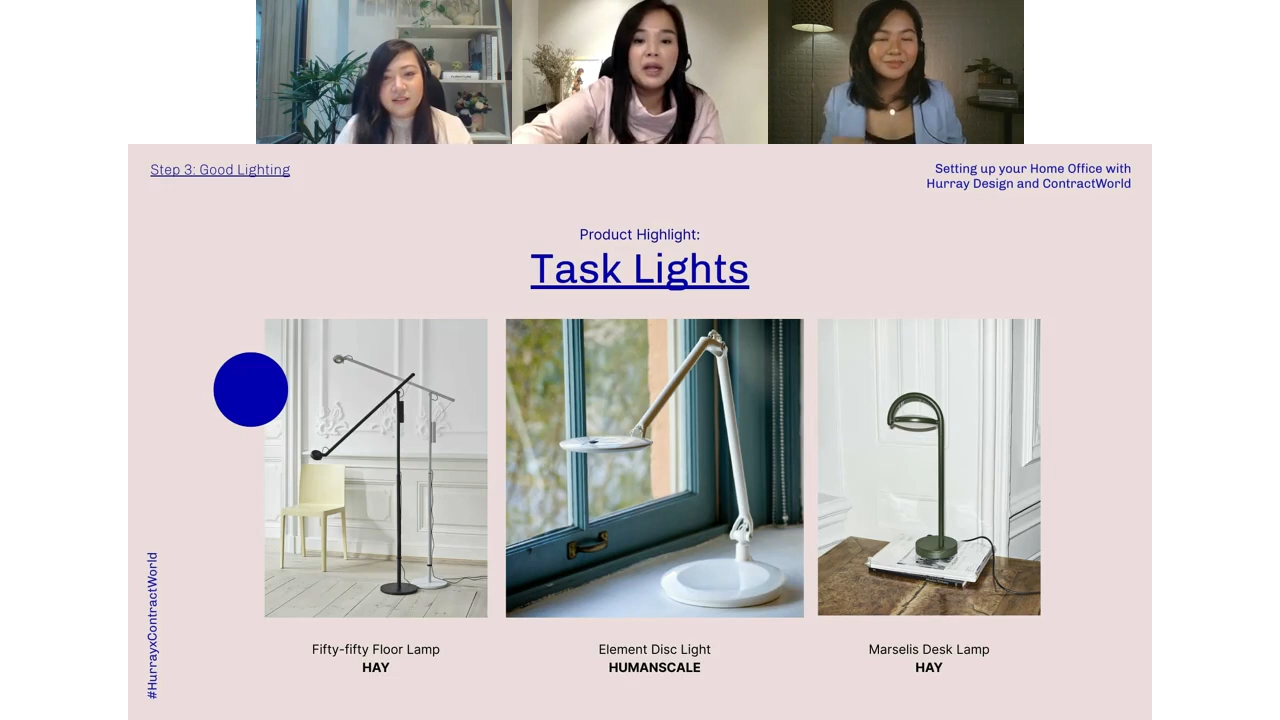 Step 3: Good Lighting
Setting up your Home Office with
Hurray Design and ContractWorld
Product Highlight:
Task Lights
Fifty-fifty Floor Lamp
HAY
Element Disc Light
HUMANSCALE
Marselis Desk Lamp
HAY
#HurrayxContractWorld